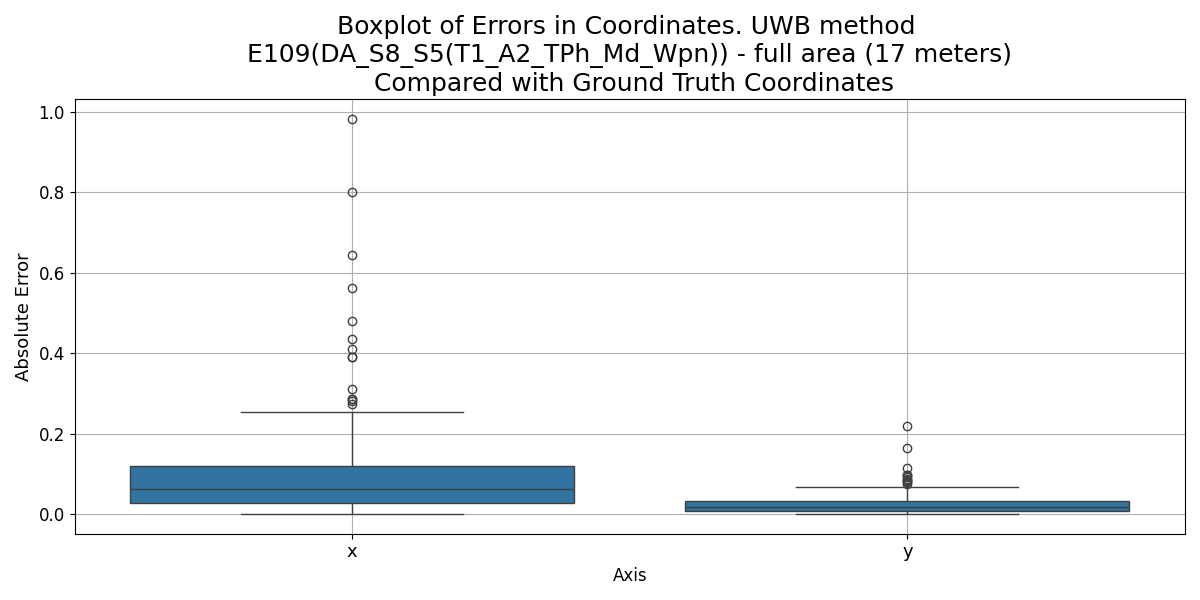 Boxplot of Errors in Coordinates. UWB method
E109(DA_S8_S5(T1_A2_TPh_Md_Wpn)) - full area (17 meters)
Compared with Ground Truth Coordinates
1.0
0.8
0.6
0.4
0.2
0.0
Absolute Error
x
y
Axis